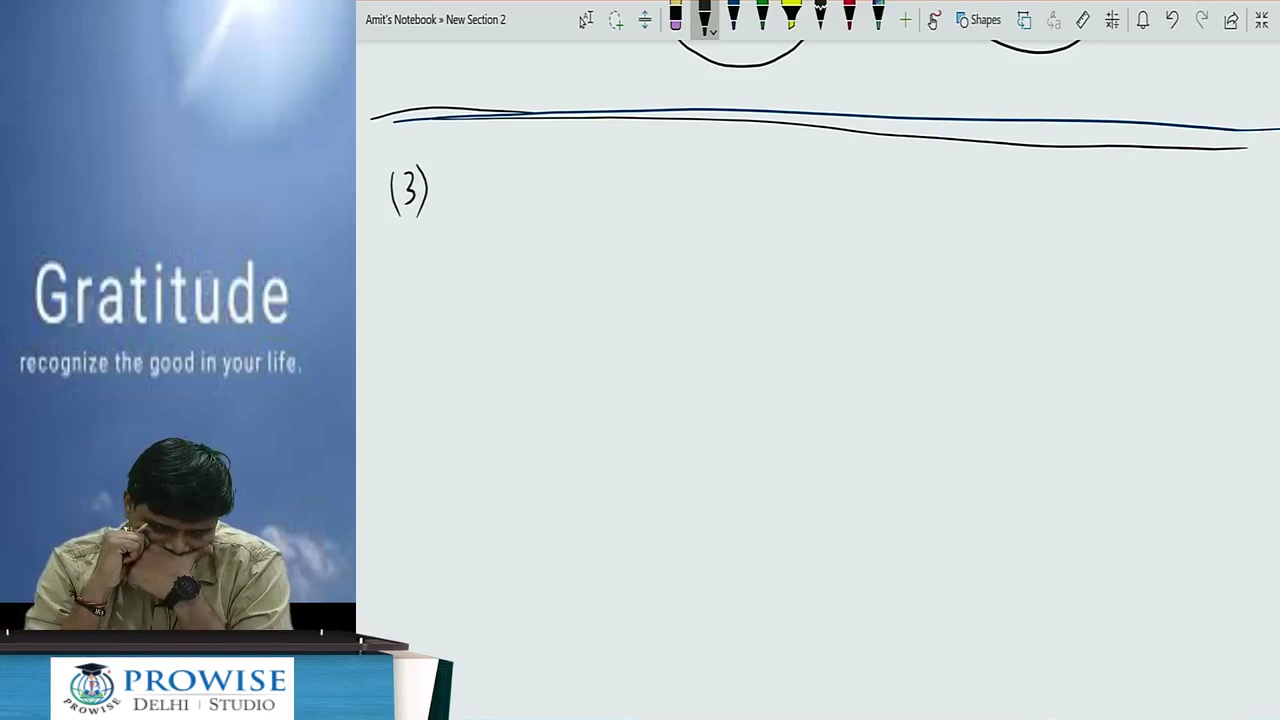 Amit's Notebook » New Section 2
Shapes
(3)
Gratitude
recognize the good in your life.
PROWISE
PROWISE
DELHI | STUDIO